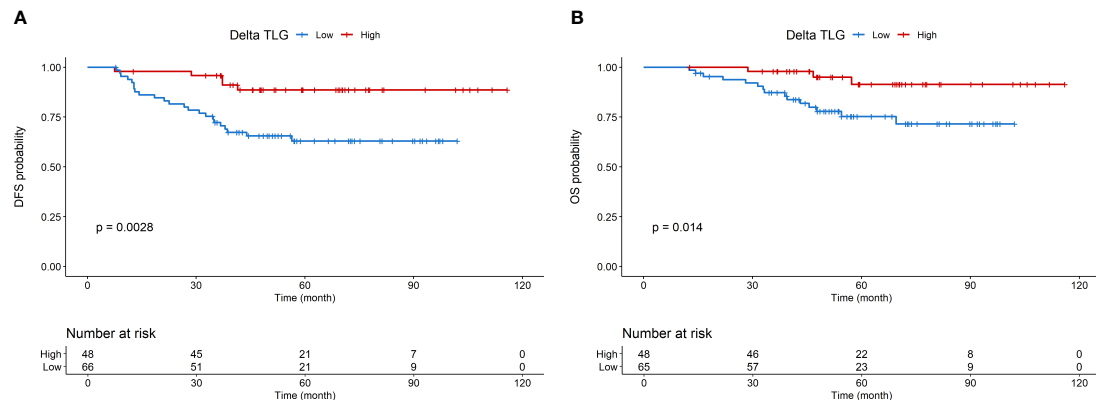 A
Delta TLG Low High
1.00
0.75
0.50
0.25
0.00
DFS probability
p = 0.0028
0 30 60 90 120
Time (month)
Number at risk
High 48 45 21 7 0
Low 66 51 21 9 0
0 30 60 90 120
Time (month)
B
Delta TLG Low High
1.00
0.75
0.50
0.25
0.00
OS probability
p = 0.014
0 30 60 90 120
Time (month)
Number at risk
High 48 46 22 8 0
Low 65 57 23 9 0
0 30 60 90 120
Time (month)